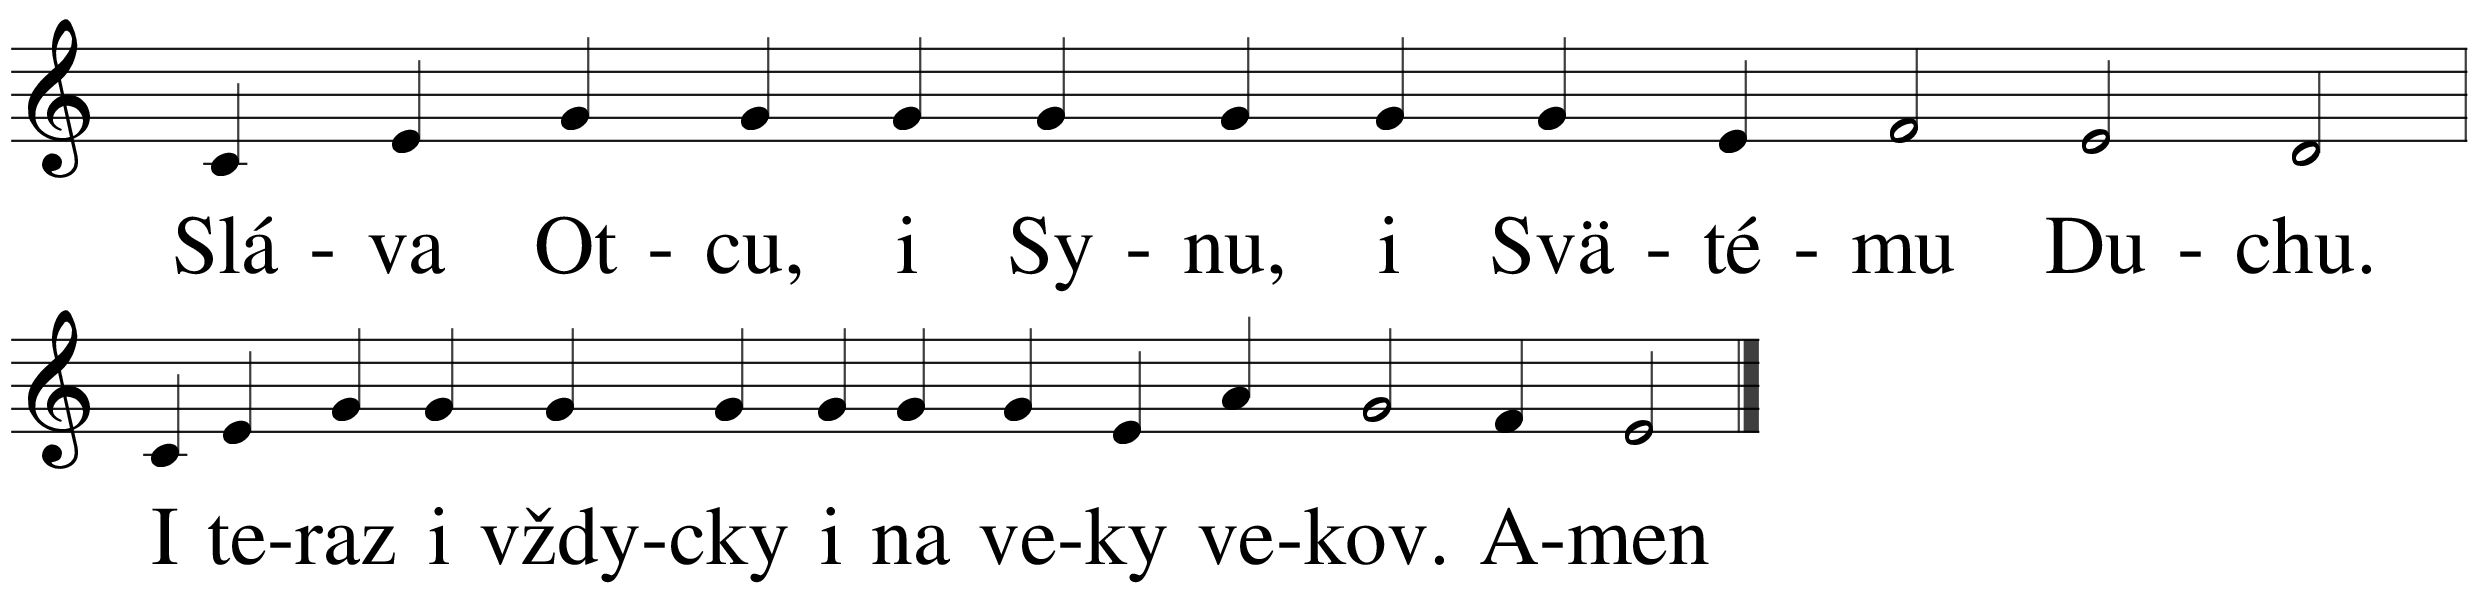 Slá - va Ot - cu, i Sy - nu, i Svä - té - mu Du - chu.
I te-raz i vždy-cky i na ve-ky ve-kov. A-men